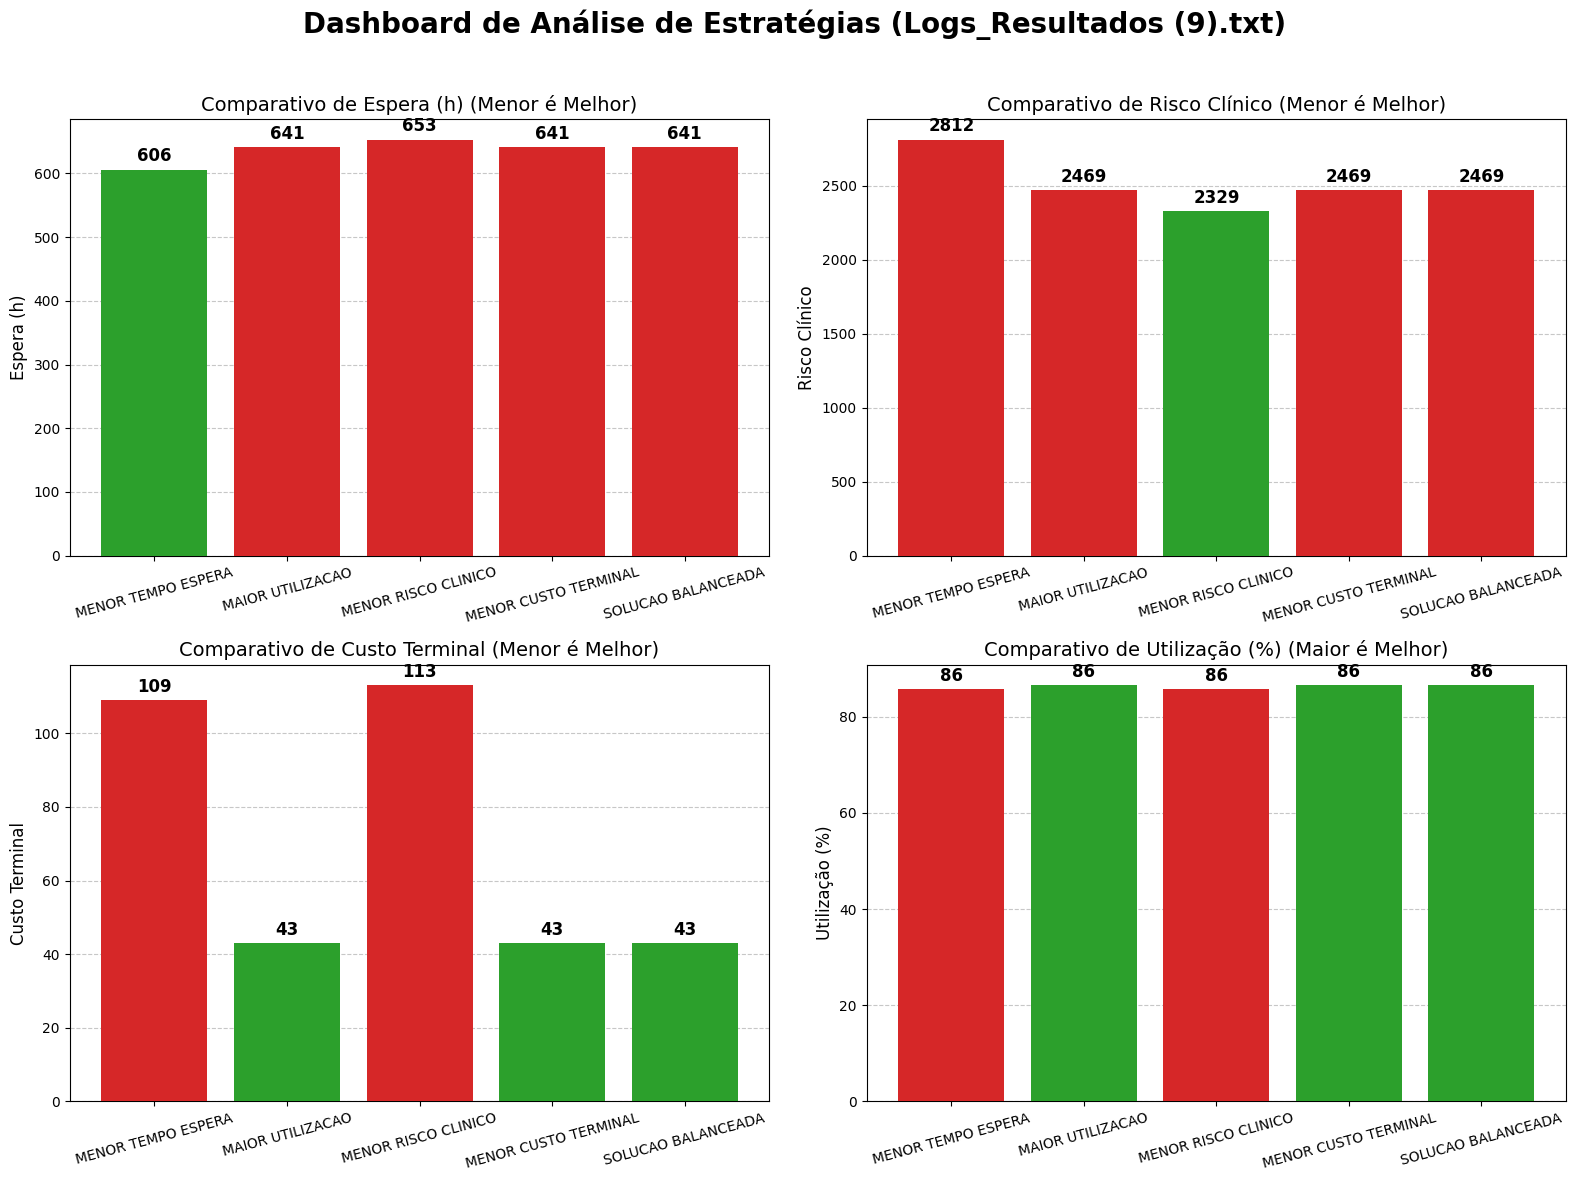 Dashboard de Análise de Estratégias (Logs_Resultados (9).txt)
Comparativo de Espera (h) (Menor é Melhor)
Espera (h)
600
500
400
300
200
100
0
606
641
653
641
641
MENOR TEMPO ESPERA
MAIOR UTILIZACAO
MENOR RISCO CLINICO
MENOR CUSTO TERMINAL
SOLUCAO BALANCEADA
Comparativo de Risco Clínico (Menor é Melhor)
Risco Clínico
2500
2000
1500
1000
500
0
2812
2469
2329
2469
2469
MENOR TEMPO ESPERA
MAIOR UTILIZACAO
MENOR RISCO CLINICO
MENOR CUSTO TERMINAL
SOLUCAO BALANCEADA
Comparativo de Custo Terminal (Menor é Melhor)
Custo Terminal
100
80
60
40
20
0
109
43
113
43
43
MENOR TEMPO ESPERA
MAIOR UTILIZACAO
MENOR RISCO CLINICO
MENOR CUSTO TERMINAL
SOLUCAO BALANCEADA
Comparativo de Utilização (%) (Maior é Melhor)
Utilização (%)
80
60
40
20
0
86
86
86
86
86
MENOR TEMPO ESPERA
MAIOR UTILIZACAO
MENOR RISCO CLINICO
MENOR CUSTO TERMINAL
SOLUCAO BALANCEADA